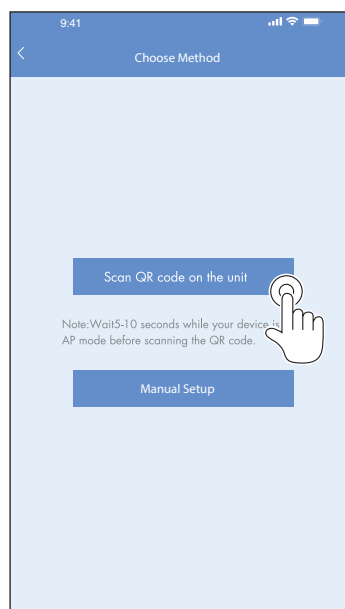 9:41
Choose Method
Scan QR code on the unit
Note:Wait5-10 seconds while your device is
AP mode before scanning the QR code.
Manual Setup